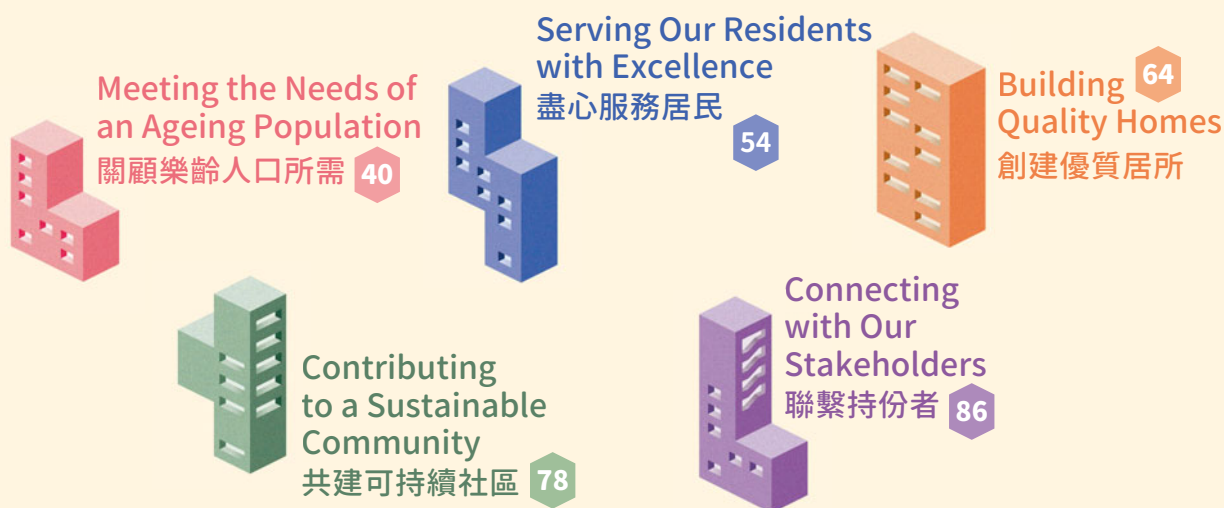 Meeting the Needs of
an Ageing Population
關顧樂齡人口所需 40
Serving Our Residents
with Excellence
盡心服務居民
54
Building 64
Quality Homes
創建優質居所
Contributing
to a Sustainable
Community
共建可持續社區 78
Connecting
with Our
Stakeholders
聯繫持份者 86